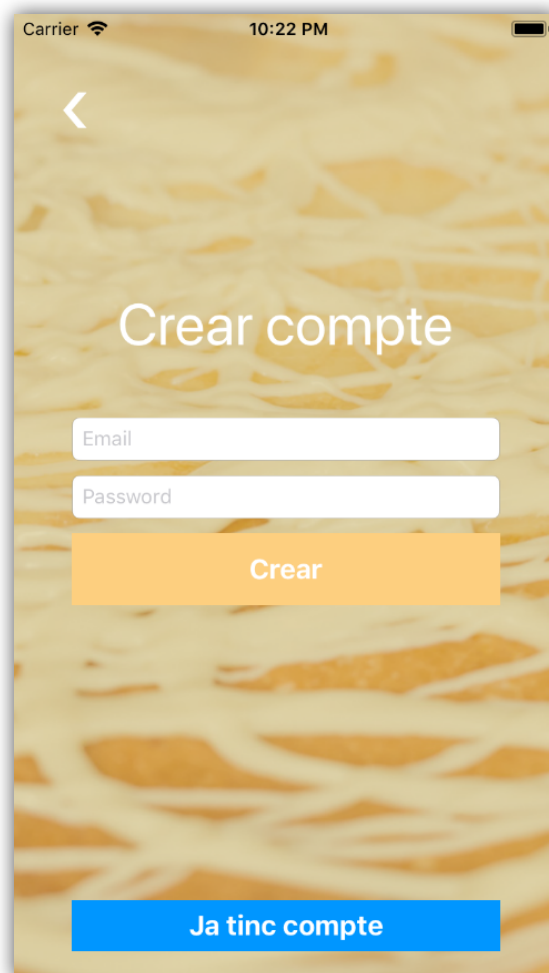 Carrier 10:22 PM
Crear compte
Email
Password
Crear
Ja tinc compte